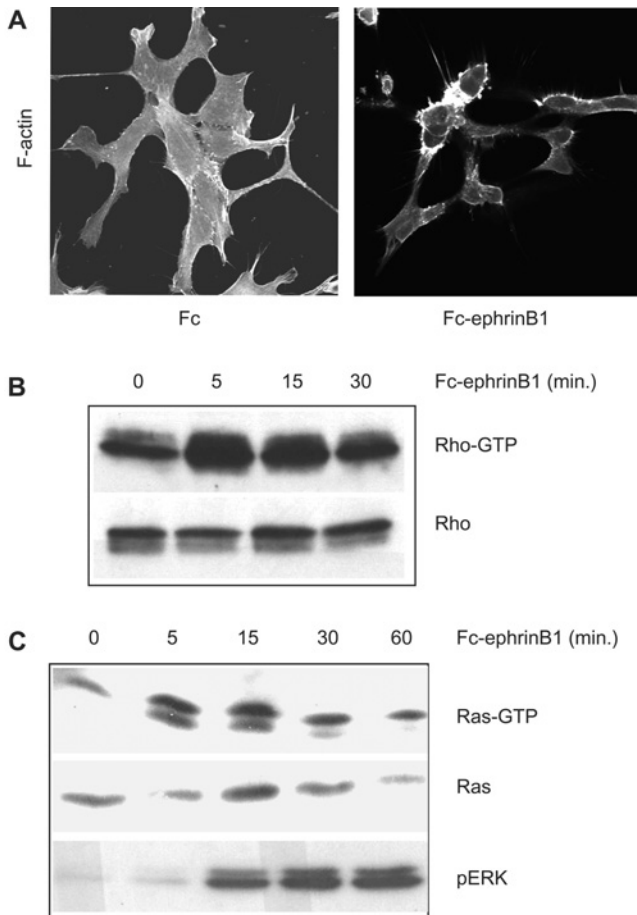 A
F-actin
Fc
Fc-ephrinB1
B
0 5 15 30 Fc-ephrinB1 (min.)
Rho-GTP
Rho
C
0 5 15 30 60 Fc-ephrinB1 (min.)
Ras-GTP
Ras
pERK